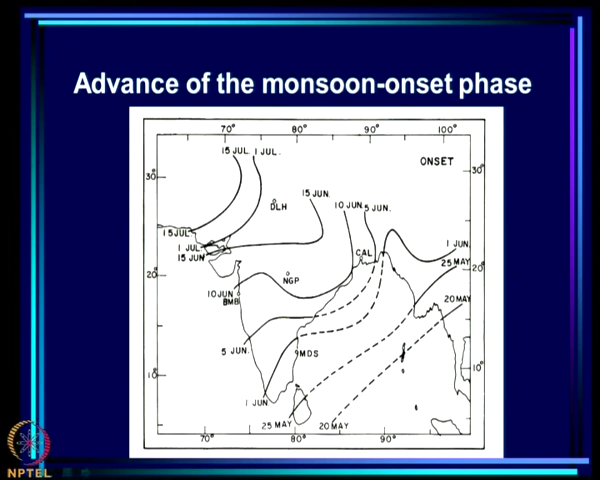 Advance of the monsoon-onset phase
70° 80° 90° 100°
15 JUL. 1 JUL.
ONSET
30° 30°
15 JUN.
DLH
10 JUN. 5 JUN.
15 JUL.
1 JUL.
15 JUN
CAL
1 JUN.
25 MAY
20° 20°
NGP
10 JUN
BMB
20 MAY
5 JUN.
MDS
10° 10°
1 JUN
25 MAY 20 MAY
70° 80° 90°
NPTEL